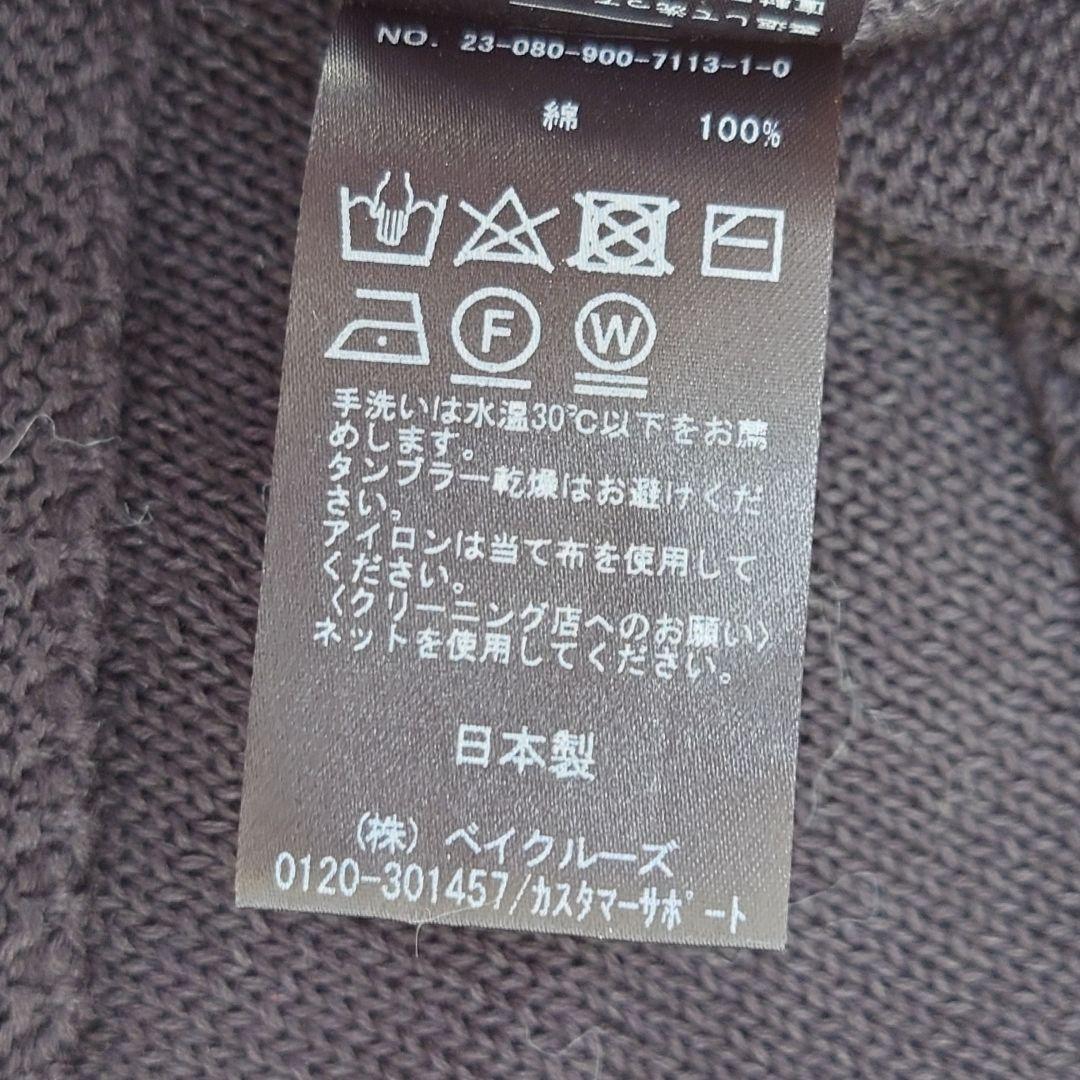 NO. 23-080-900-7113-1-0
綿 100%
F W
手洗いは水温30℃以下をお薦
めします。
タンブラー乾燥はお避けくだ
さい。
アイロンは当て布を使用して
ください。
〈クリーニング店へのお願い〉
ネットを使用してください。
日本製
(株) ベイクルーズ
0120-301457/カスタマーサポート